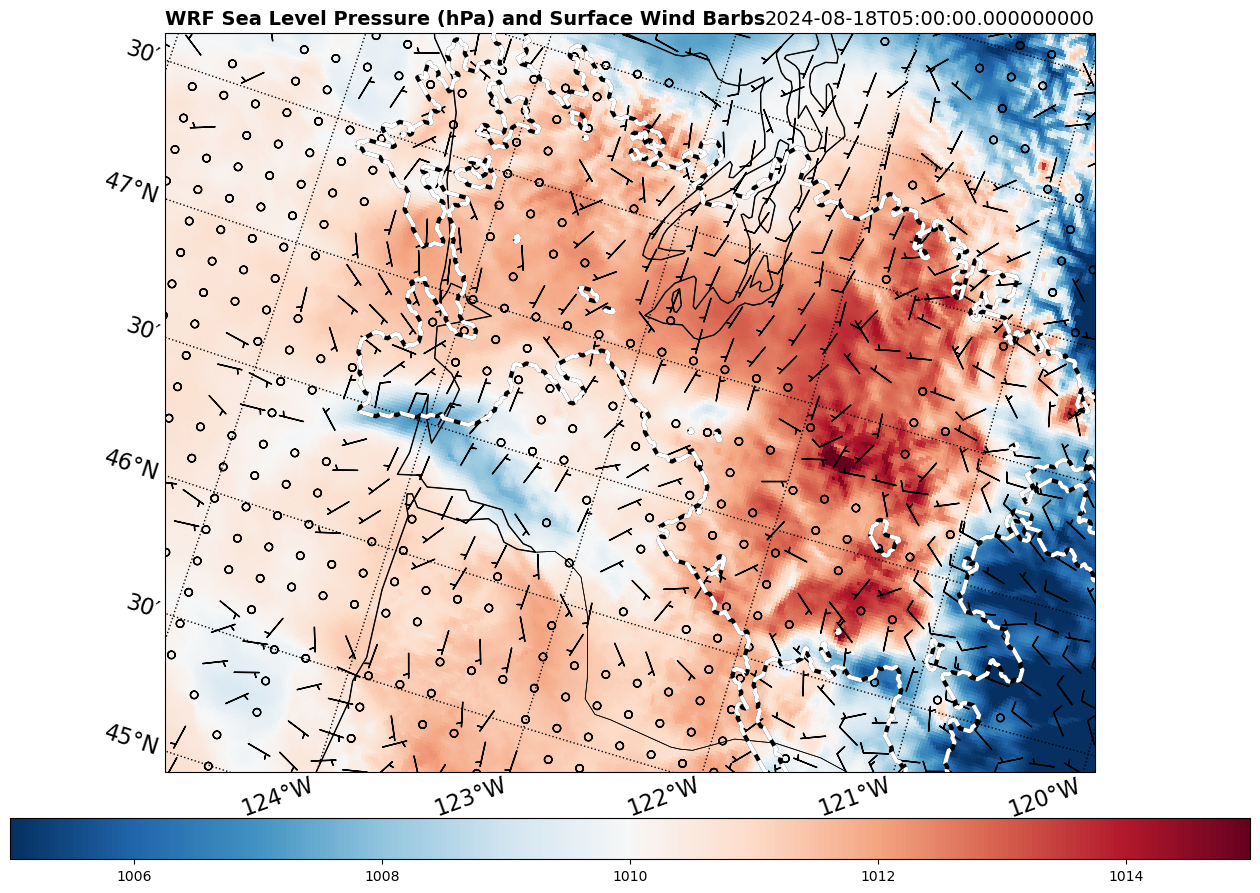 WRF Sea Level Pressure (hPa) and Surface Wind Barbs 2024-08-18T05:00:00.000000000
30′
47°N
30′
46°N
30′
45°N
124°W 123°W 122°W 121°W 120°W
1006 1008 1010 1012 1014